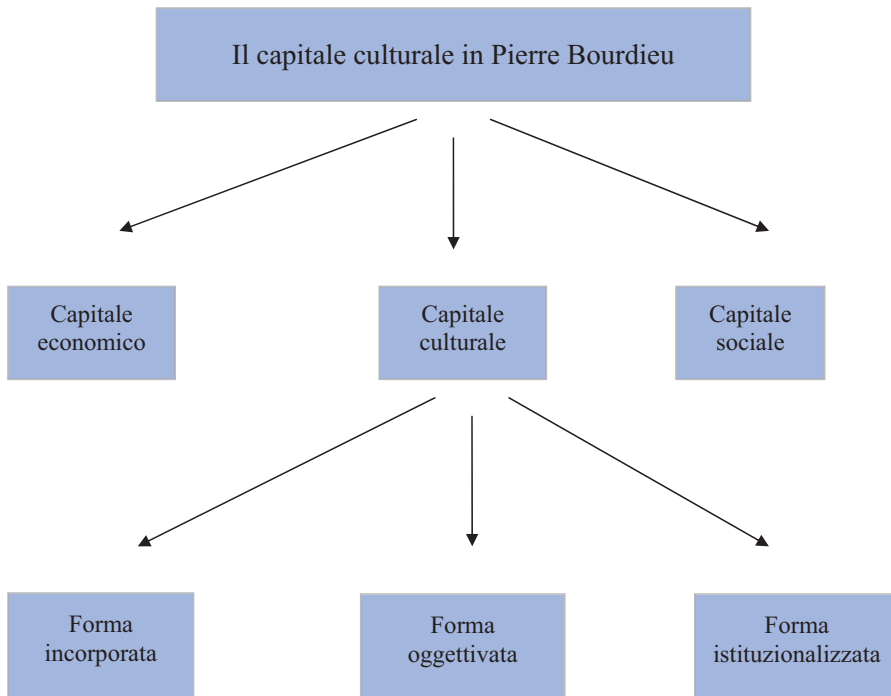 Il capitale culturale in Pierre Bourdieu
Capitale
economico
Capitale
culturale
Capitale
sociale
Forma
incorporata
Forma
oggettivata
Forma
istituzionalizzata